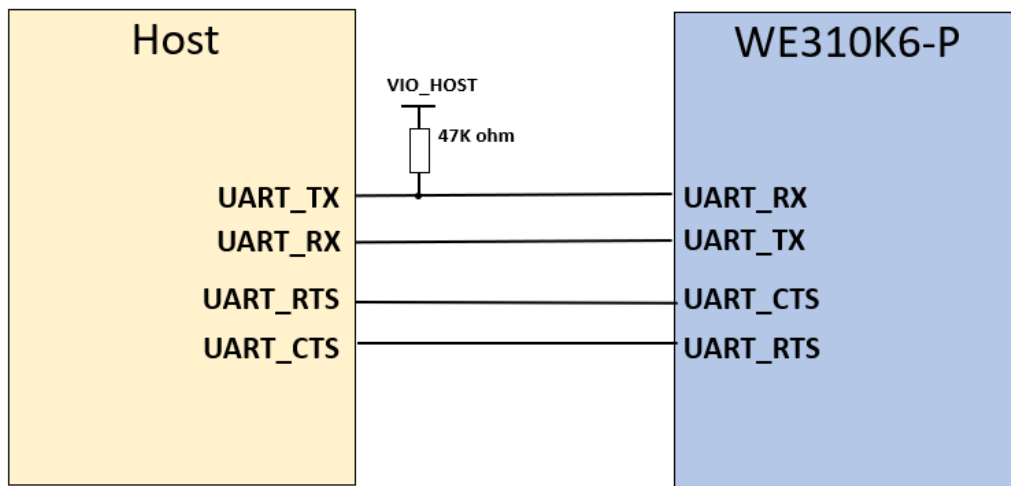 Host
WE310K6-P
VIO_HOST
47K ohm
UART_TX
UART_RX
UART_RX
UART_TX
UART_RTS
UART_CTS
UART_CTS
UART_RTS